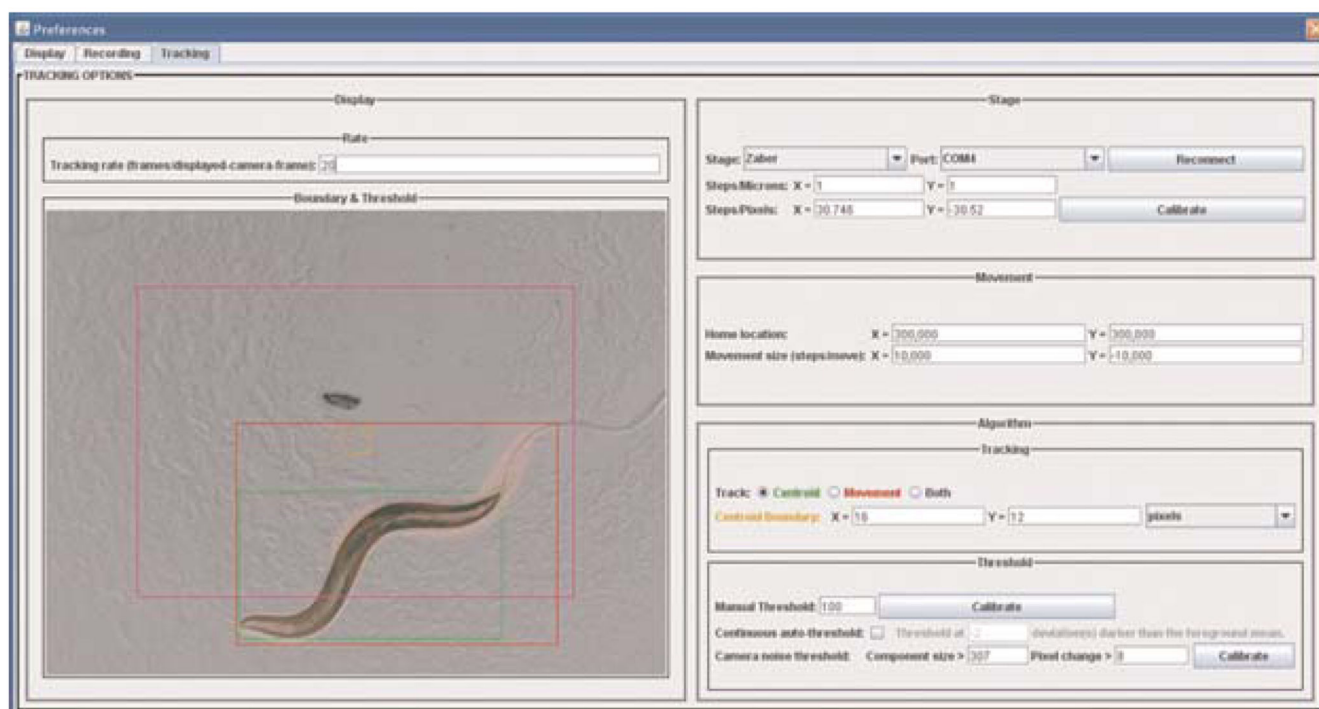 Preferences
Display Recording Tracking
TRACKING OPTIONS
Display
Rate
Tracking rate (frames/displayed-camera-frame): 20
Boundary & Threshold
Stage
Stage: Zaber Port: COM4 Reconnect
Steps/Microns: X = 1 Y = 1
Steps/Pixels: X = 30.746 Y = -30.52 Calibrate
Movement
Home location: X = 300,000 Y = 300,000
Movement size (steps/move): X = 10,000 Y = -10,000
Algorithm
Tracking
Track: Centroid Movement Both
Centroid Boundary: X = 16 Y = 12 pixels
Threshold
Manual Threshold: 100 Calibrate
Continuous auto-threshold: Threshold at deviation(s) darker than the foreground mean.
Camera noise threshold: Component size > 307 Pixel change > 8 Calibrate